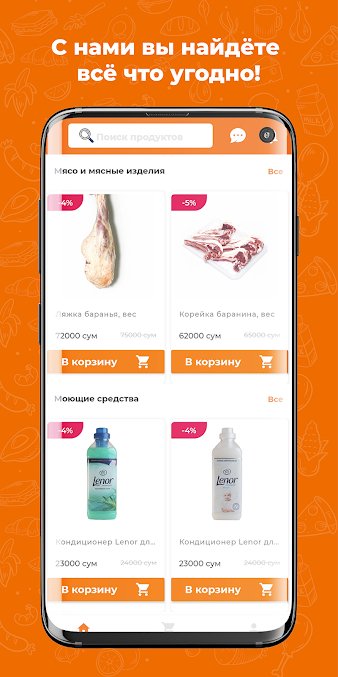 С нами вы найдёте
всё что угодно!
Поиск продуктов
Мясо и мясные изделия
Все
-4%
-5%
Ляжка баранья, вес
Корейка баранина, вес
72000 сум
75000 сум
62000 сум
65000 сум
В корзину
В корзину
Моющие средства
Все
-4%
-4%
Lenor
Lenor
Кондиционер Lenor дл...
Кондиционер Lenor дл...
23000 сум
24000 сум
23000 сум
24000 сум
В корзину
В корзину